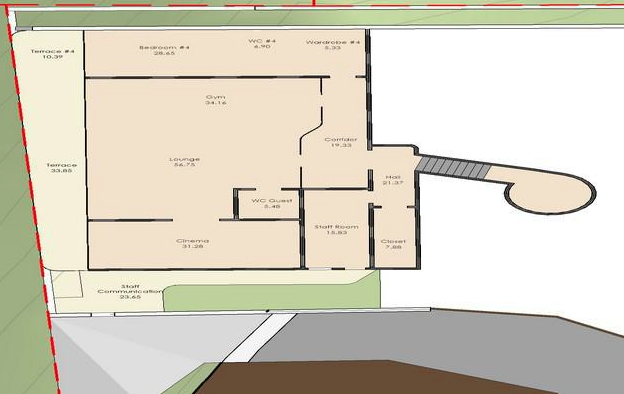 Terrace #4
10.39
Bedroom #4
28.65
WC #4
6.90
Wardrobe #4
5.33
Gym
34.16
Corridor
19.33
Lounge
56.75
Terrace
33.85
Hall
21.37
WC Guest
5.48
Cinema
31.28
Staff Room
15.83
Closet
7.88
Staff
Communication
23.65